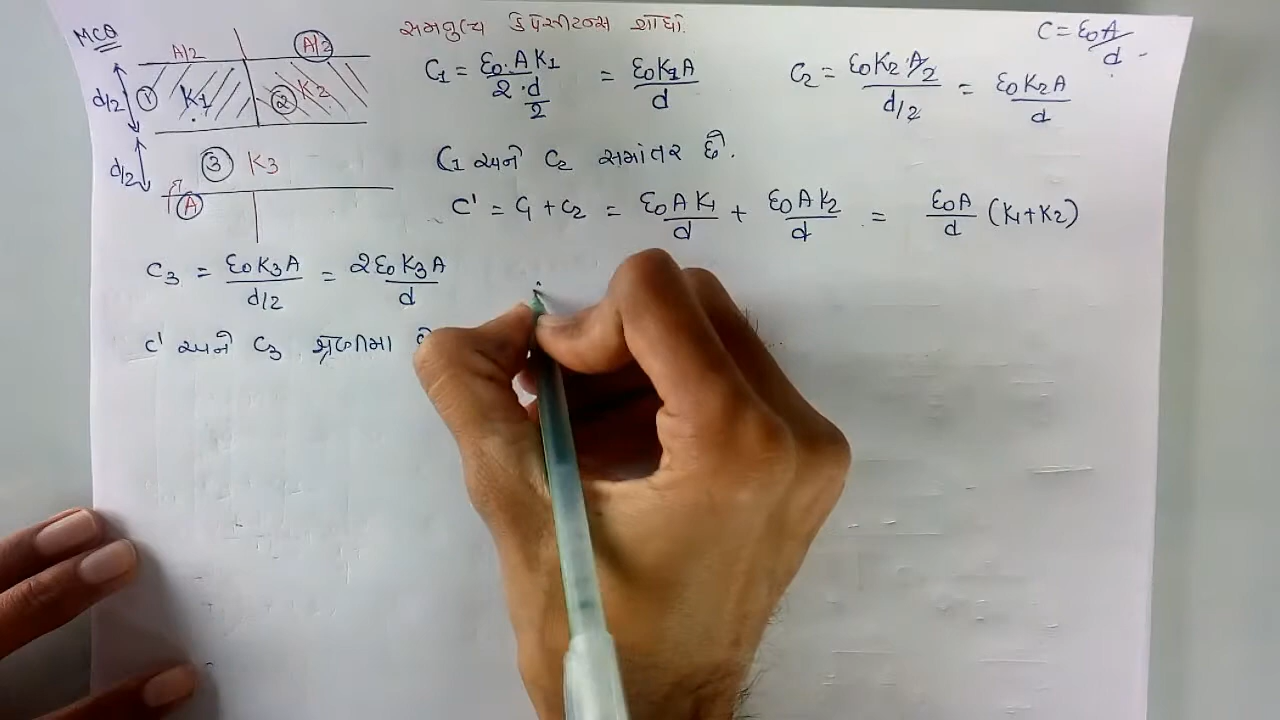 MCQ
સમતુલ્ય કેપેસીટન્સ શોધો.
C = ε0A/d
A/2 A/2
d/2 ① K1 ② K2
d/2 ③ K3
A
C1 = ε0·A K1 / 2·d/2 = ε0K1A/d
C2 = ε0K2·A/2 / d/2 = ε0K2A/d
C1 અને C2 સમાંતર છે.
C' = C1 + C2 = ε0AK1/d + ε0AK2/d = ε0A/d (K1+K2)
C3 = ε0K3A / d/2 = 2ε0K3A/d
C' અને C3